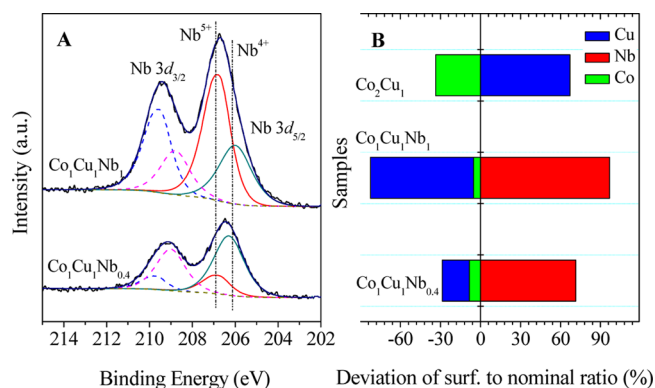 A
Nb⁵⁺
Nb⁴⁺
Nb 3d₃/₂
Nb 3d₅/₂
Co₁Cu₁Nb₁
Co₁Cu₁Nb₀.₄
Intensity (a.u.)
214 212 210 208 206 204 202
Binding Energy (eV)
B
Cu
Nb
Co
Co₂Cu₁
Co₁Cu₁Nb₁
Co₁Cu₁Nb₀.₄
Samples
-60 -30 0 30 60 90
Deviation of surf. to nominal ratio (%)